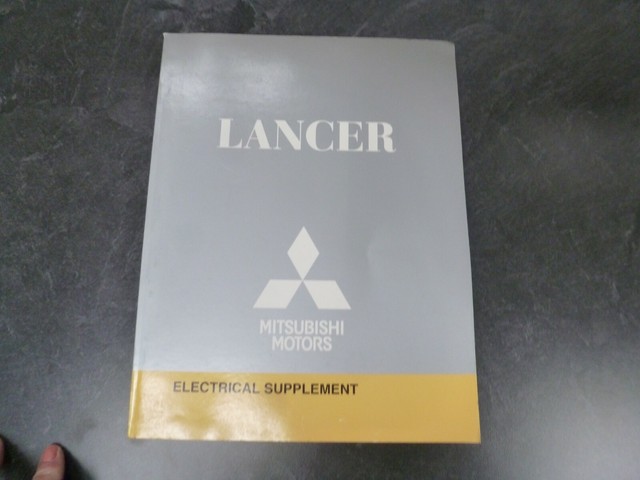 LANCER
MITSUBISHI
MOTORS
ELECTRICAL SUPPLEMENT